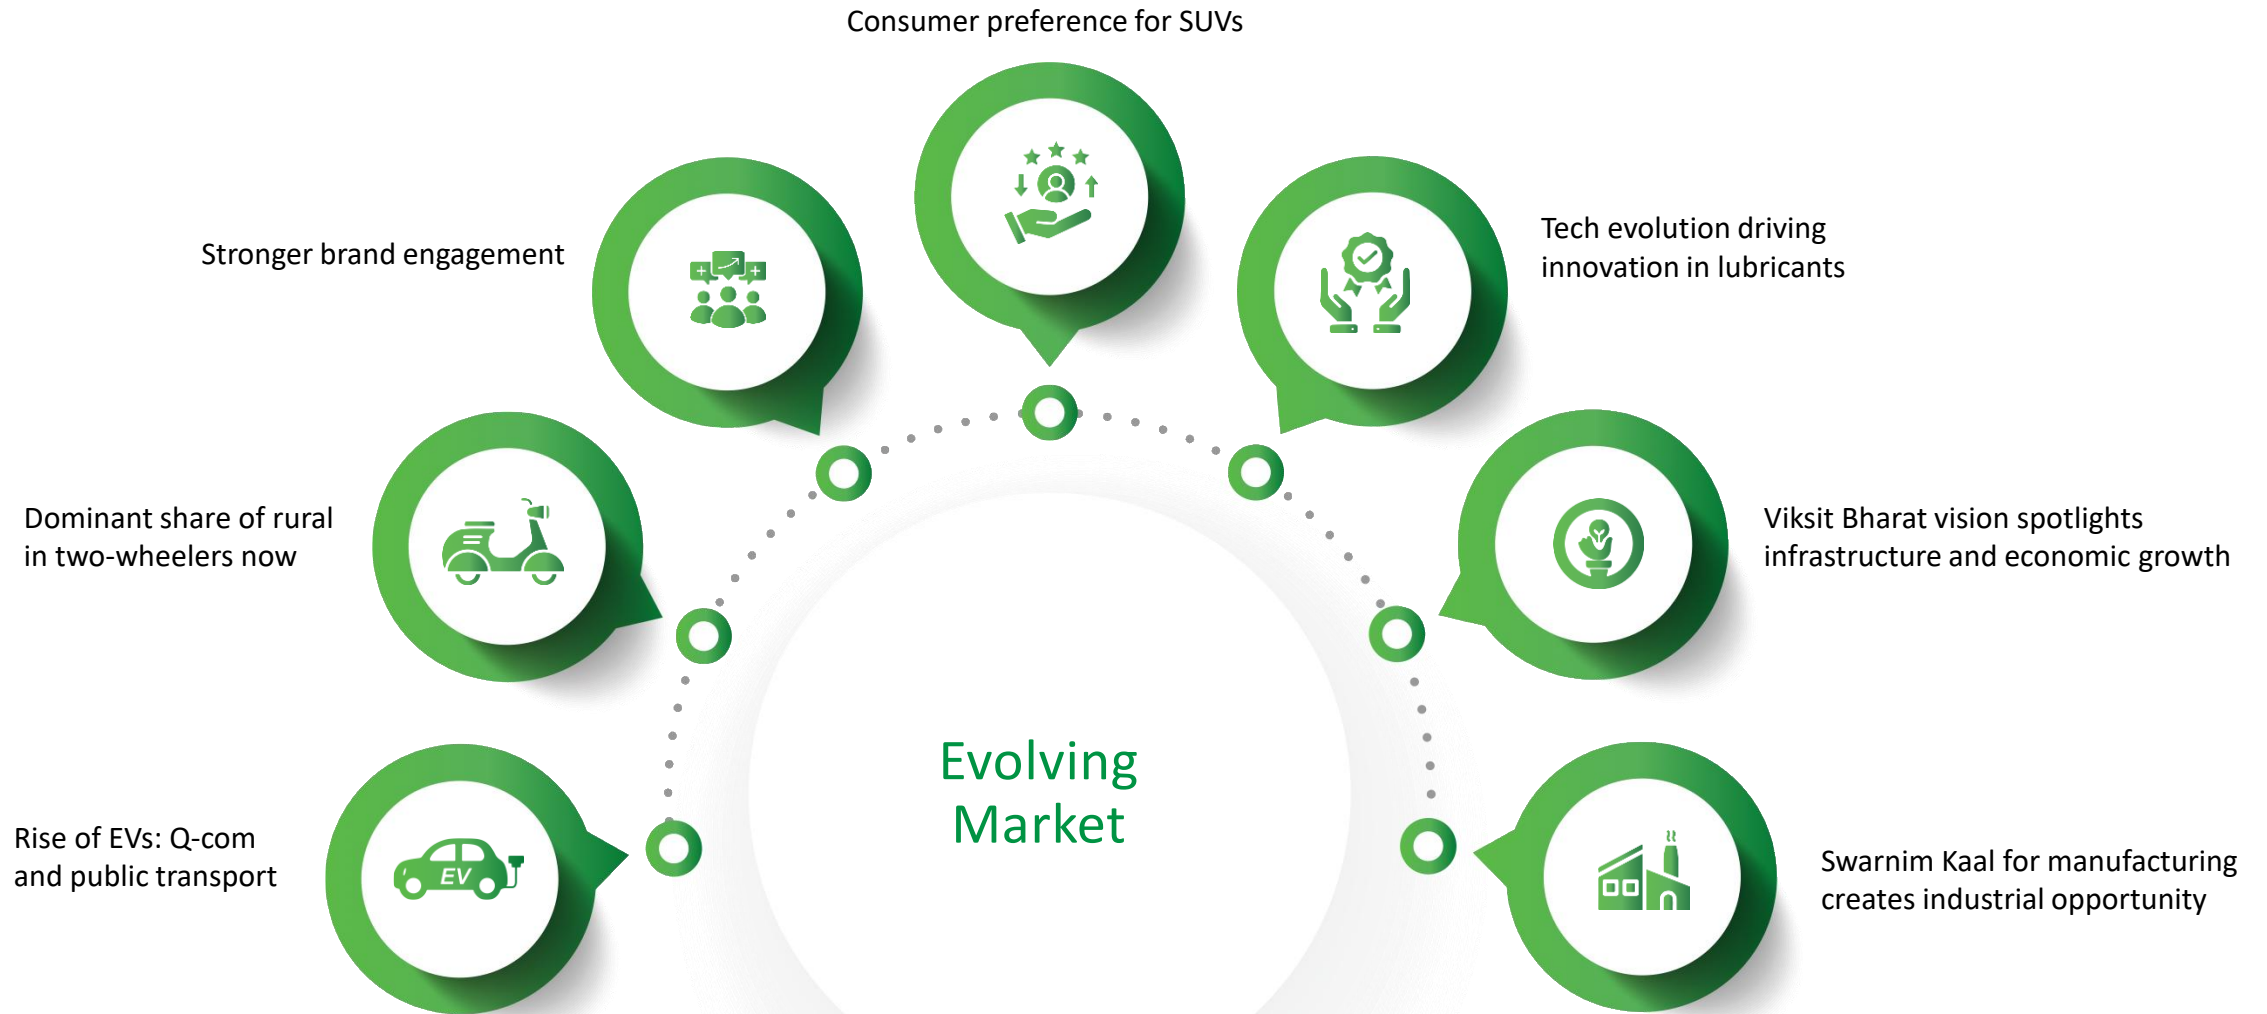 Consumer preference for SUVs
Stronger brand engagement
Tech evolution driving
innovation in lubricants
Dominant share of rural
in two-wheelers now
Viksit Bharat vision spotlights
infrastructure and economic growth
Evolving
Market
Rise of EVs: Q-com
and public transport
EV
Swarnim Kaal for manufacturing
creates industrial opportunity